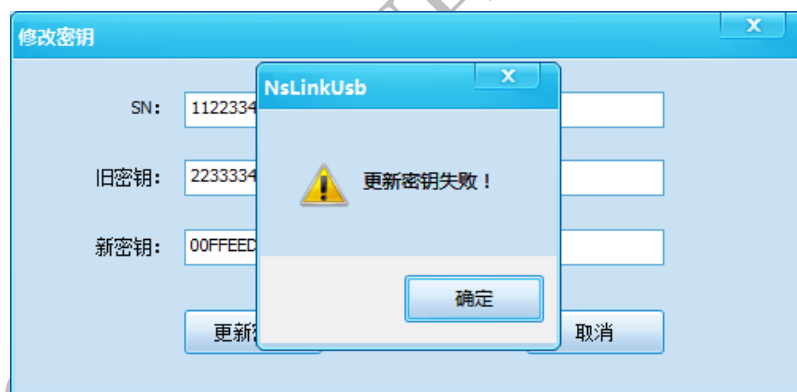 修改密钥
X
NsLinkUsb
X
SN:
1122334
旧密钥:
2233334
更新密钥失败！
新密钥:
00FFEED
确定
更新
取消